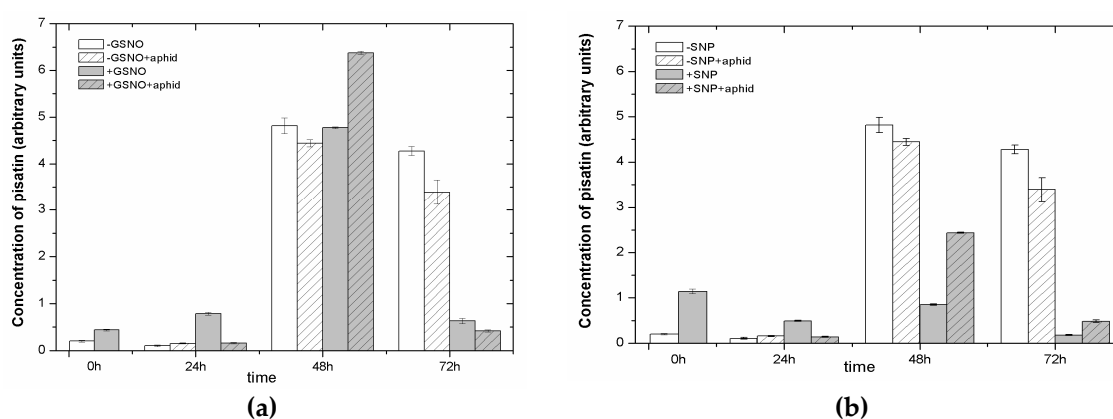 Concentration of pisatin (arbitrary units)
7
6
5
4
3
2
1
0
-GSNO
-GSNO+aphid
+GSNO
+GSNO+aphid
0h
24h
48h
72h
time
(a)
Concentration of pisatin (arbitrary units)
7
6
5
4
3
2
1
0
-SNP
-SNP+aphid
+SNP
+SNP+aphid
0h
24h
48h
72h
time
(b)